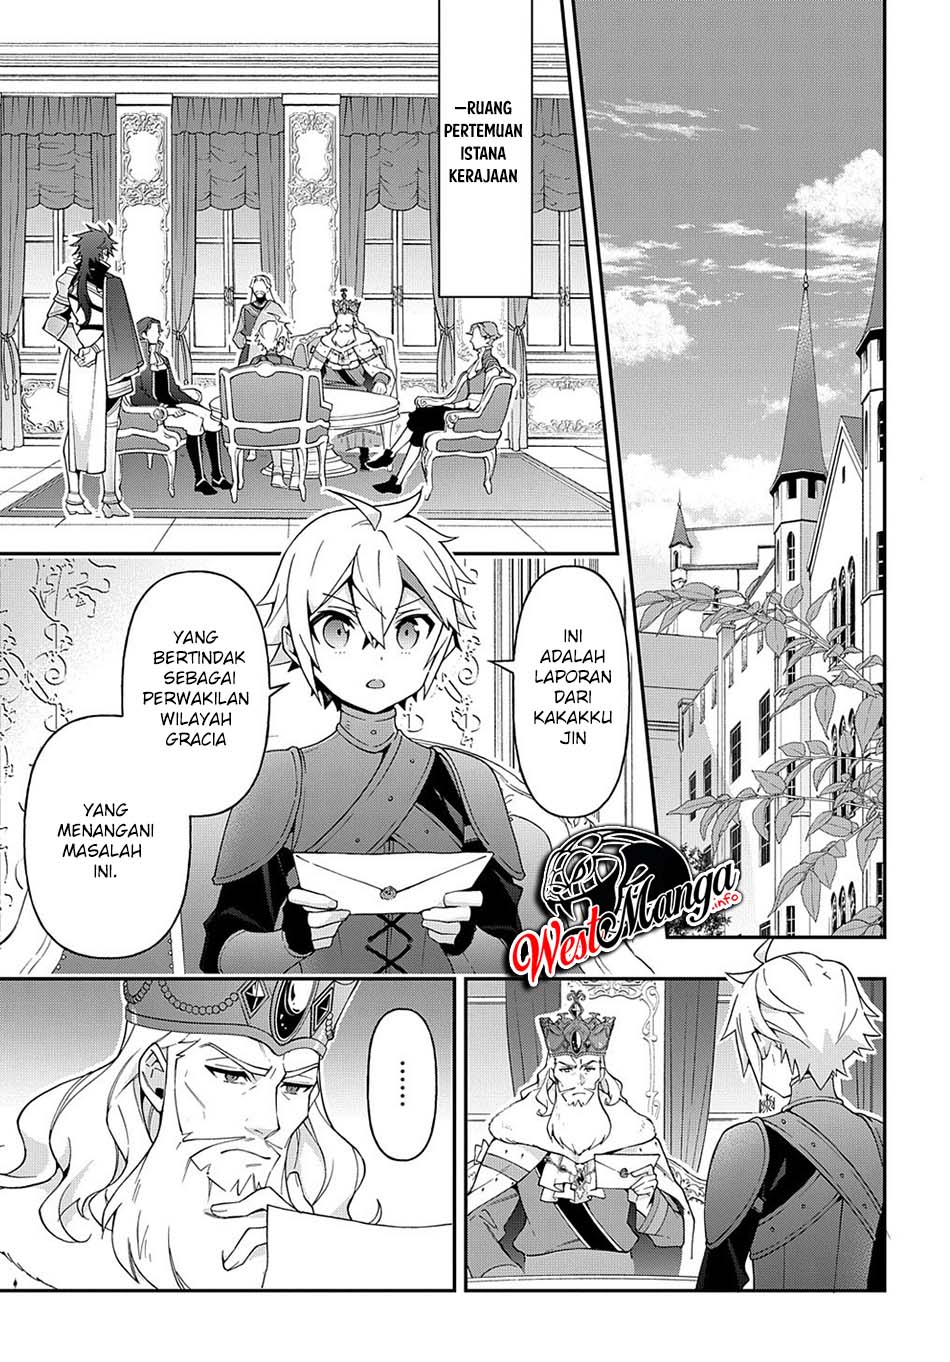 —RUANG
PERTEMUAN
ISTANA
KERAJAAN
INI
ADALAH
LAPORAN
DARI
KAKAKKU
JIN
YANG
BERTINDAK
SEBAGAI
PERWAKILAN
WILAYAH
GRACIA
YANG
MENANGANI
MASALAH
INI.
WestManga
.info
........